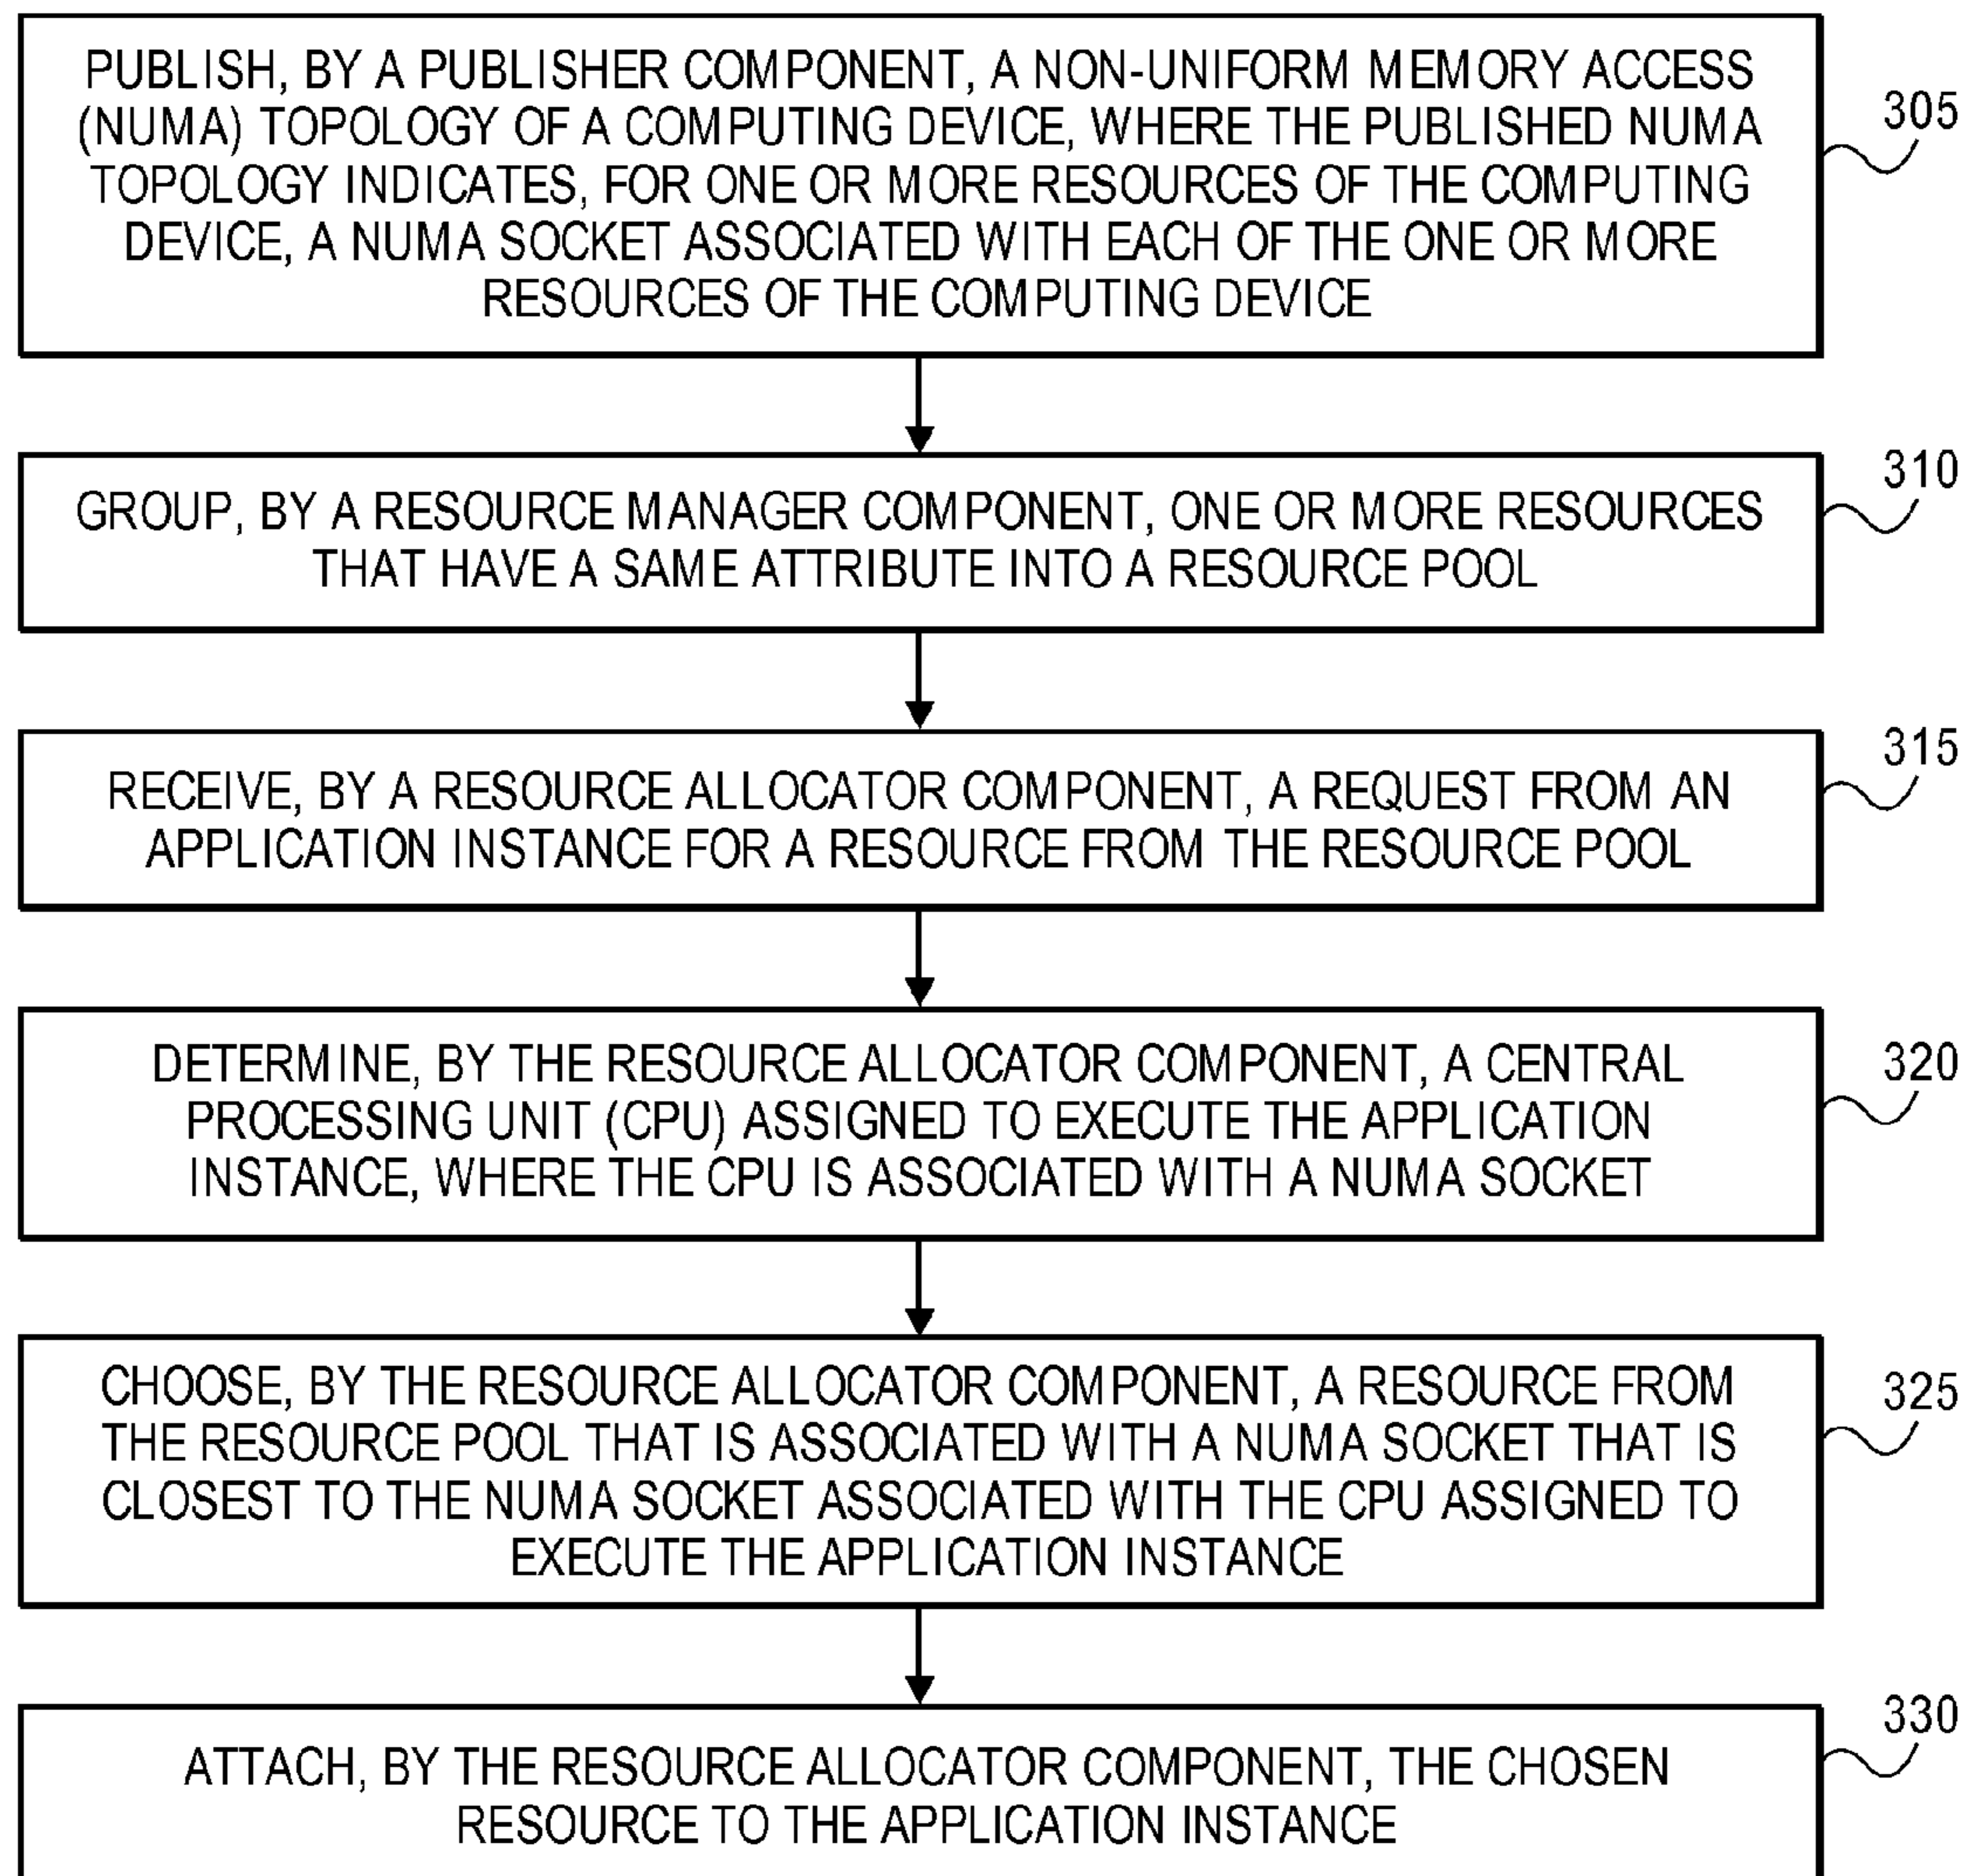 PUBLISH, BY A PUBLISHER COMPONENT, A NON-UNIFORM MEMORY ACCESS
(NUMA) TOPOLOGY OF A COMPUTING DEVICE, WHERE THE PUBLISHED NUMA
TOPOLOGY INDICATES, FOR ONE OR MORE RESOURCES OF THE COMPUTING
DEVICE, A NUMA SOCKET ASSOCIATED WITH EACH OF THE ONE OR MORE
RESOURCES OF THE COMPUTING DEVICE
305
GROUP, BY A RESOURCE MANAGER COMPONENT, ONE OR MORE RESOURCES
THAT HAVE A SAME ATTRIBUTE INTO A RESOURCE POOL
310
RECEIVE, BY A RESOURCE ALLOCATOR COMPONENT, A REQUEST FROM AN
APPLICATION INSTANCE FOR A RESOURCE FROM THE RESOURCE POOL
315
DETERMINE, BY THE RESOURCE ALLOCATOR COMPONENT, A CENTRAL
PROCESSING UNIT (CPU) ASSIGNED TO EXECUTE THE APPLICATION
INSTANCE, WHERE THE CPU IS ASSOCIATED WITH A NUMA SOCKET
320
CHOOSE, BY THE RESOURCE ALLOCATOR COMPONENT, A RESOURCE FROM
THE RESOURCE POOL THAT IS ASSOCIATED WITH A NUMA SOCKET THAT IS
CLOSEST TO THE NUMA SOCKET ASSOCIATED WITH THE CPU ASSIGNED TO
EXECUTE THE APPLICATION INSTANCE
325
ATTACH, BY THE RESOURCE ALLOCATOR COMPONENT, THE CHOSEN
RESOURCE TO THE APPLICATION INSTANCE
330